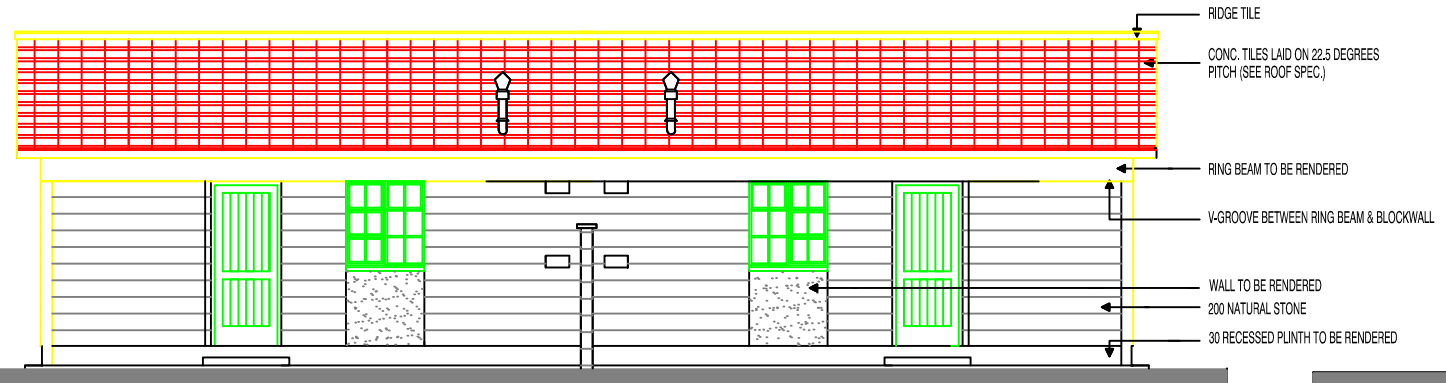 RIDGE TILE
CONC. TILES LAID ON 22.5 DEGREES
PITCH (SEE ROOF SPEC.)
RING BEAM TO BE RENDERED
V-GROOVE BETWEEN RING BEAM & BLOCKWALL
WALL TO BE RENDERED
200 NATURAL STONE
30 RECESSED PLINTH TO BE RENDERED